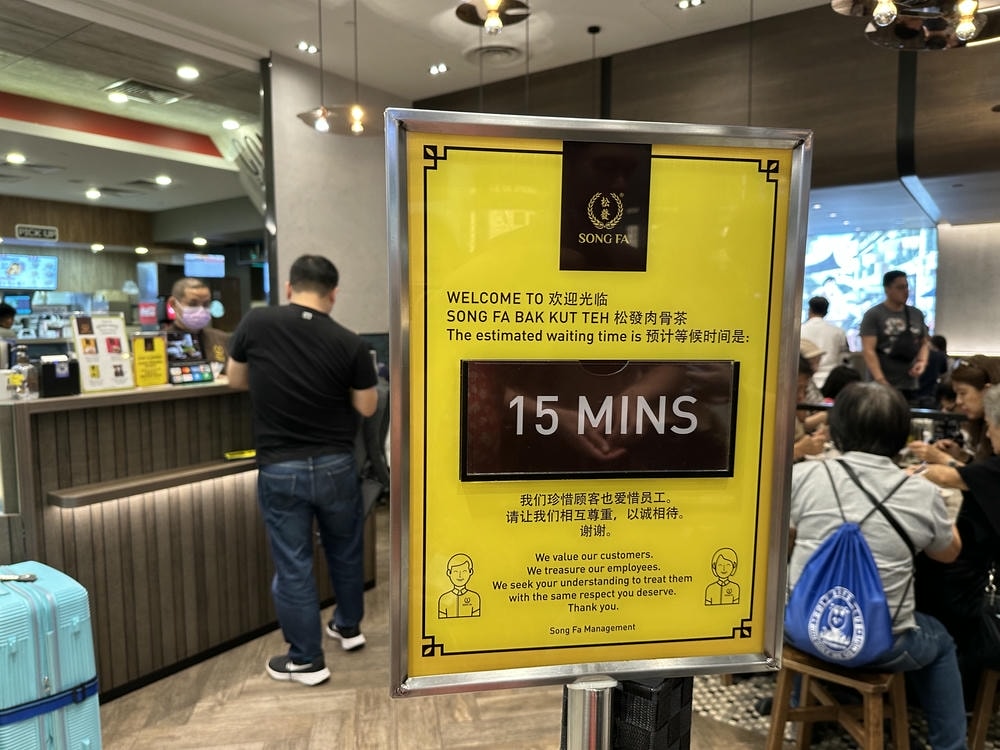 PICK UP
松
發
®
SONG FA
WELCOME TO 欢迎光临
SONG FA BAK KUT TEH 松發肉骨茶
The estimated waiting time is 预计等候时间是:
15 MINS
我们珍惜顾客也爱惜员工。
请让我们相互尊重，以诚相待。
谢谢。
We value our customers.
We treasure our employees.
We seek your understanding to treat them
with the same respect you deserve.
Thank you.
Song Fa Management